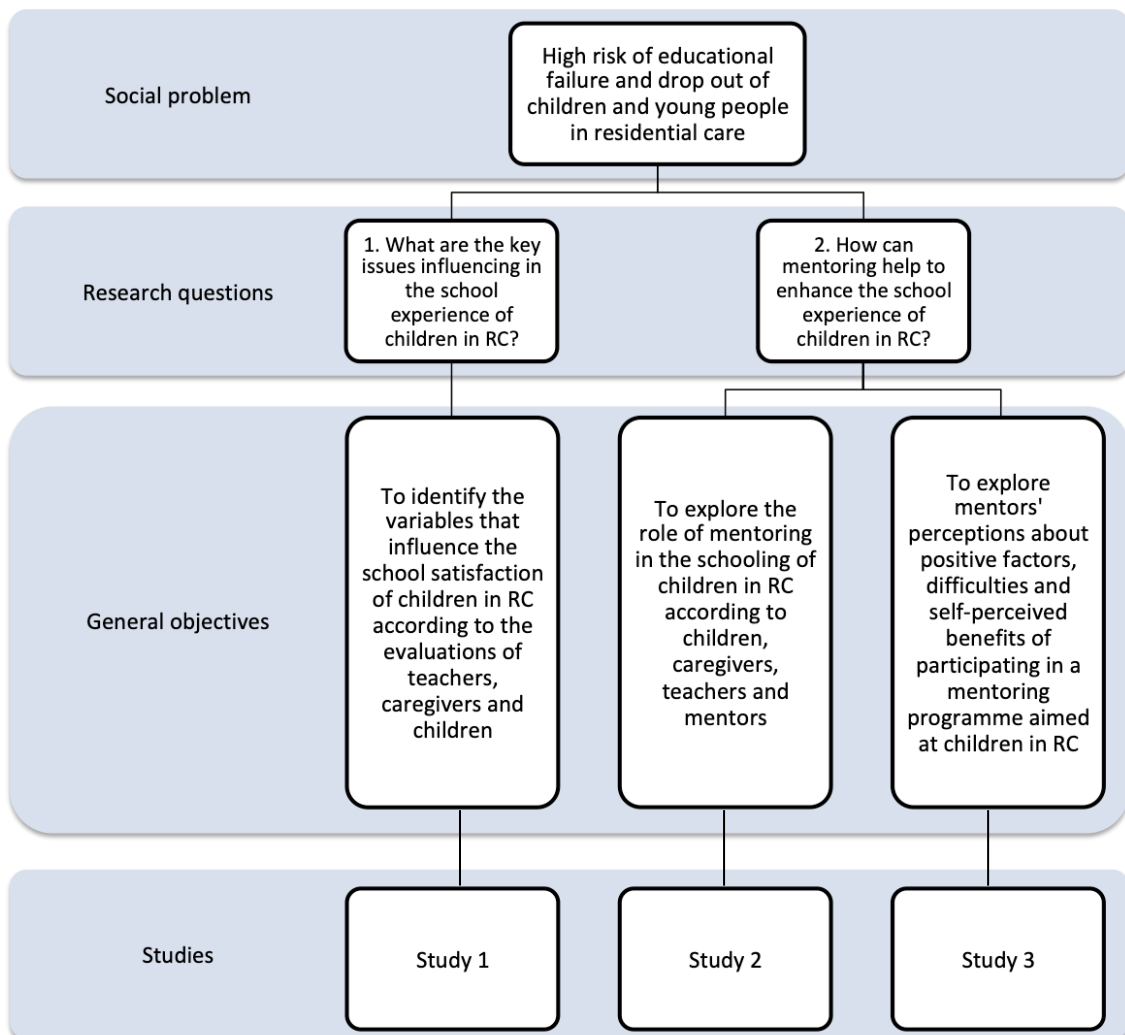 Social problem
High risk of educational
failure and drop out of
children and young people
in residential care
Research questions
1. What are the key
issues influencing in
the school
experience of
children in RC?
2. How can
mentoring help to
enhance the school
experience of
children in RC?
General objectives
To identify the
variables that
influence the
school satisfaction
of children in RC
according to the
evaluations of
teachers,
caregivers and
children
To explore the
role of mentoring
in the schooling of
children in RC
according to
children,
caregivers,
teachers and
mentors
To explore
mentors'
perceptions about
positive factors,
difficulties and
self-perceived
benefits of
participating in a
mentoring
programme aimed
at children in RC
Studies
Study 1
Study 2
Study 3